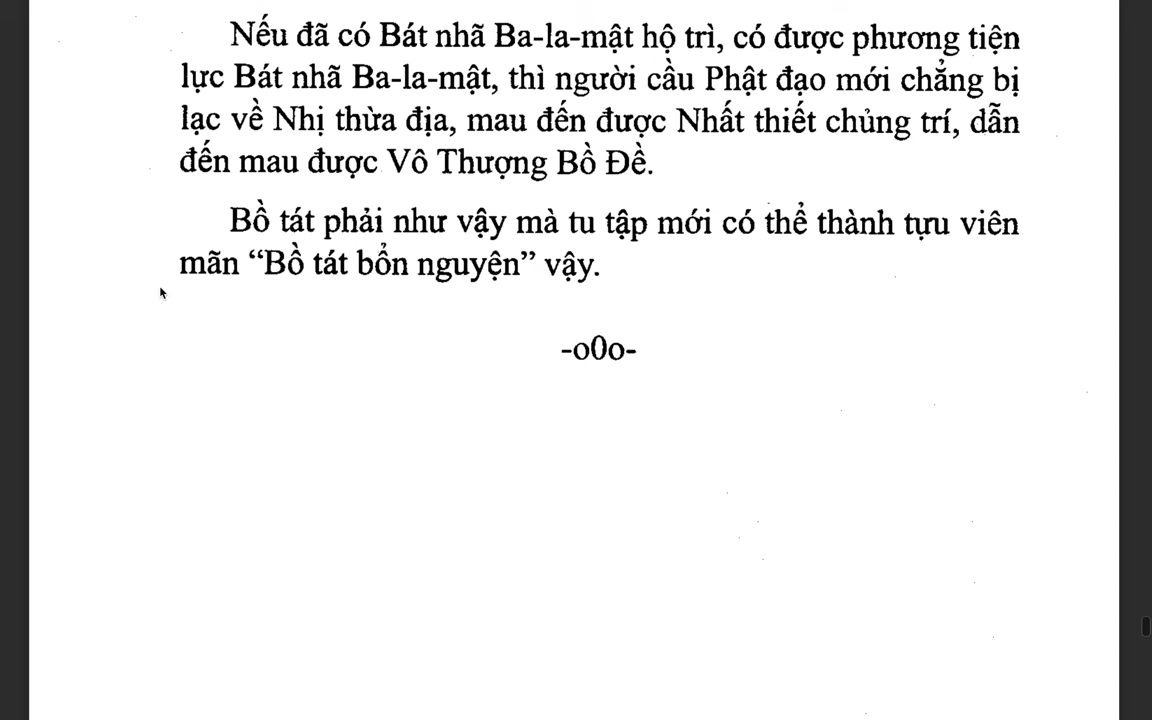 Nếu đã có Bát nhã Ba-la-mật hộ trì, có được phương tiện
lực Bát nhã Ba-la-mật, thì người cầu Phật đạo mới chẳng bị
lạc về Nhị thừa địa, mau đến được Nhất thiết chủng trí, dẫn
đến mau được Vô Thượng Bồ Đề.
Bồ tát phải như vậy mà tu tập mới có thể thành tựu viên
mãn “Bồ tát bổn nguyện” vậy.
-o0o-